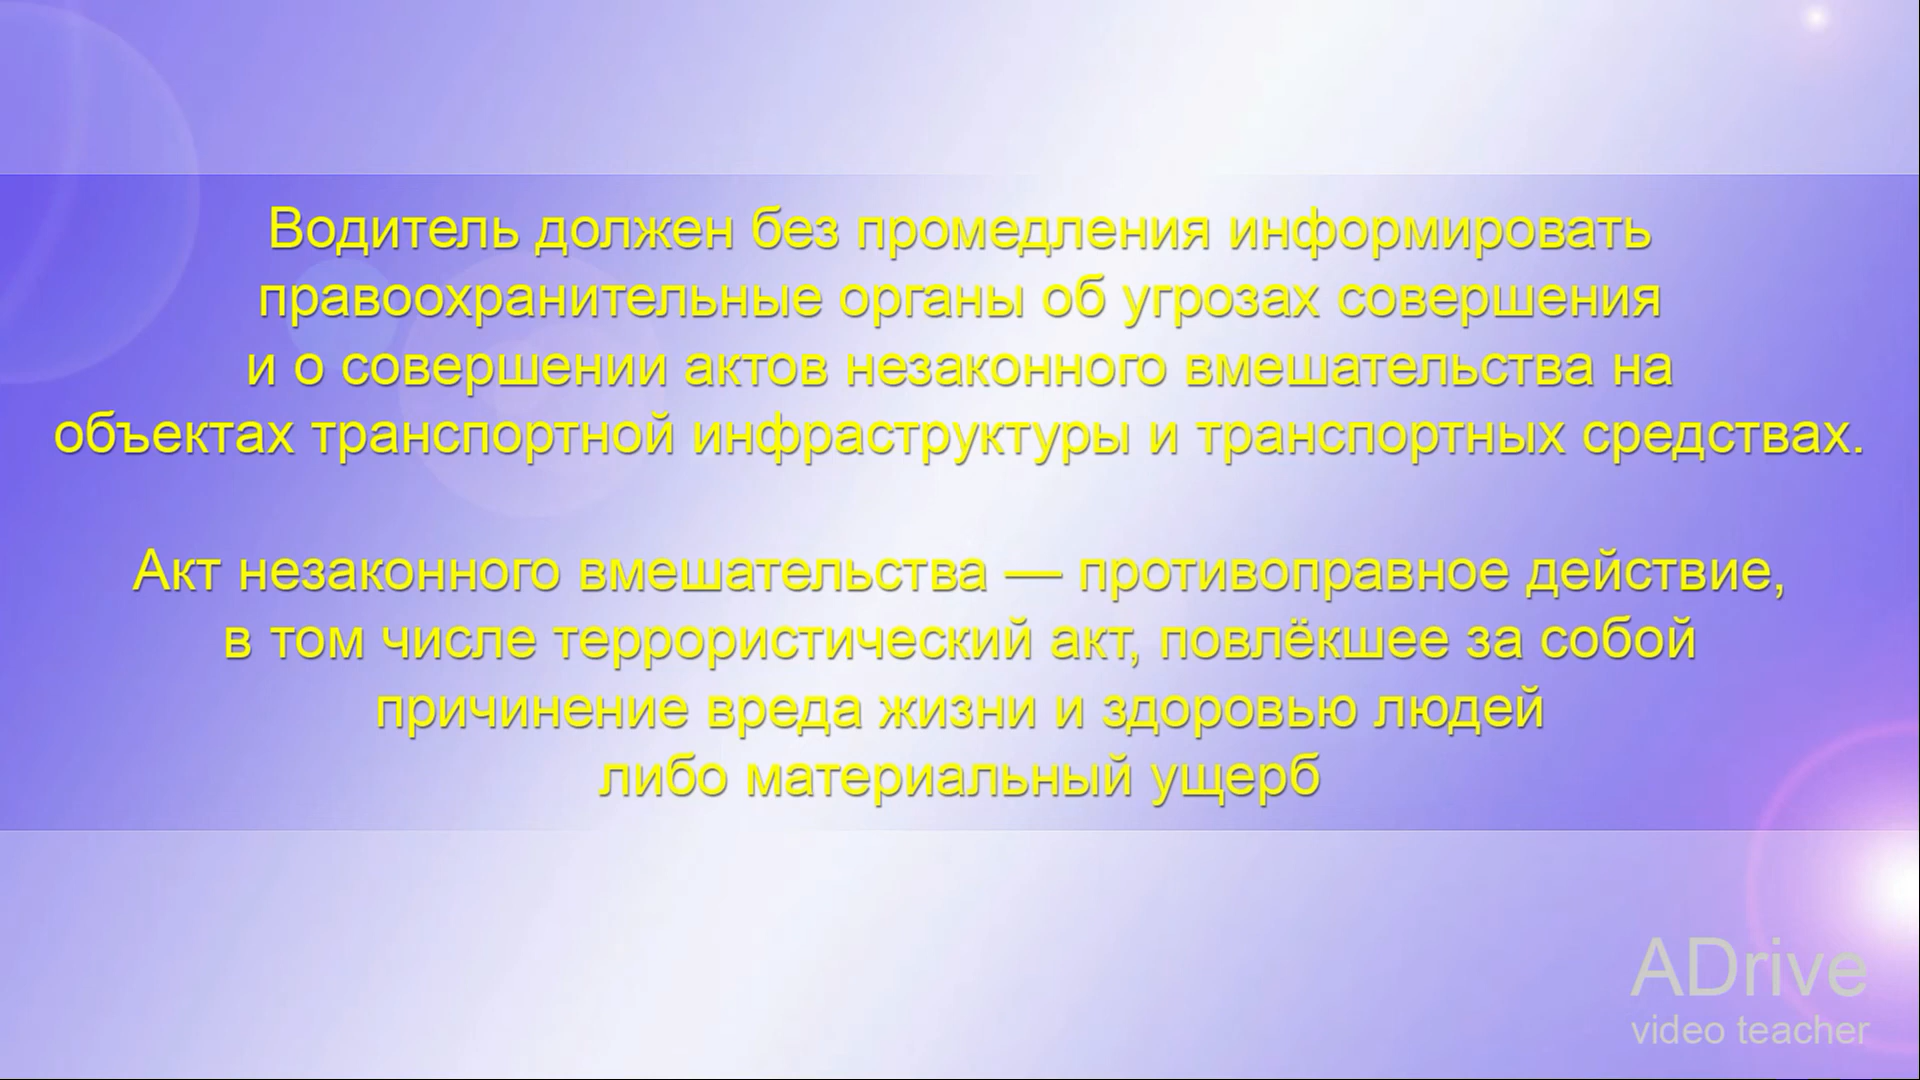 Водитель должен без промедления информировать
правоохранительные органы об угрозах совершения
и о совершении актов незаконного вмешательства на
объектах транспортной инфраструктуры и транспортных средствах.
Акт незаконного вмешательства — противоправное действие,
в том числе террористический акт, повлёкшее за собой
причинение вреда жизни и здоровью людей
либо материальный ущерб
ADrive
video teacher